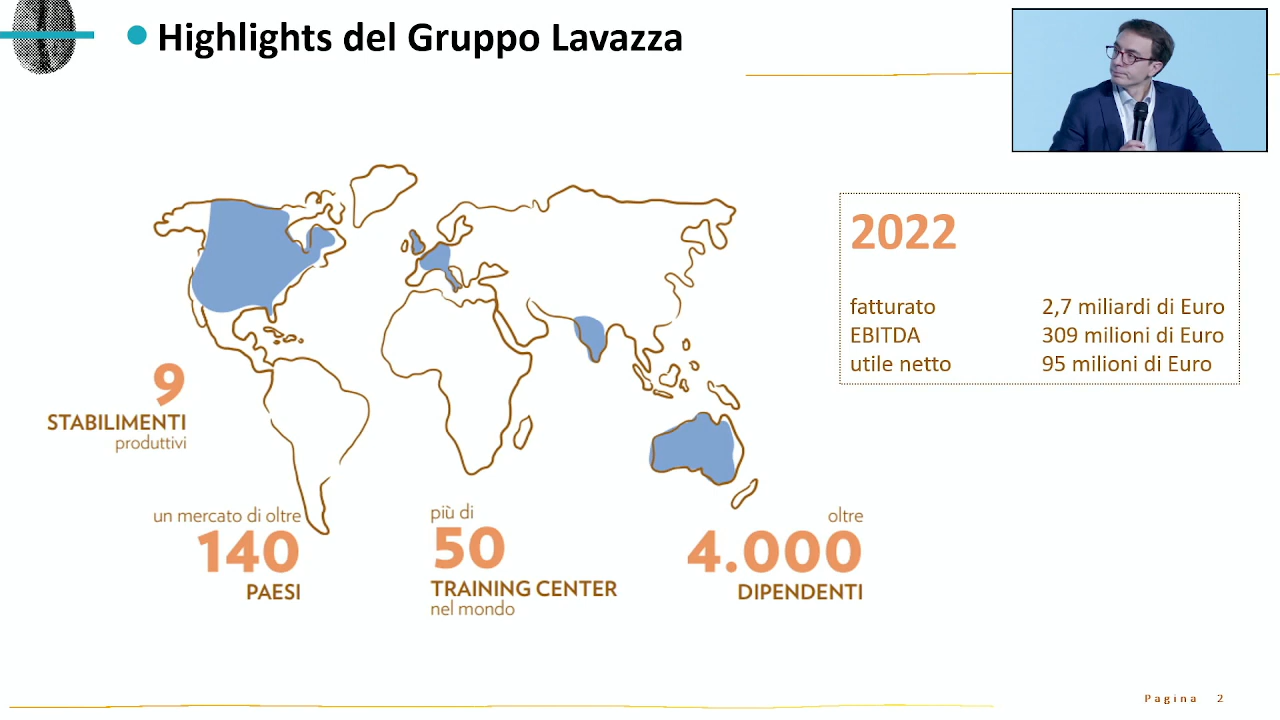 Highlights del Gruppo Lavazza
2022
fatturato 2,7 miliardi di Euro
EBITDA 309 milioni di Euro
utile netto 95 milioni di Euro
9
STABILIMENTI
produttivi
un mercato di oltre
140
PAESI
più di
50
TRAINING CENTER
nel mondo
oltre
4.000
DIPENDENTI
Pagina 2